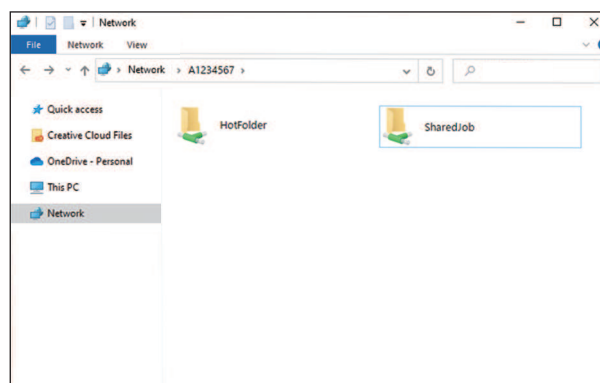 Network
File Network View
Network > A1234567 >
Quick access
Creative Cloud Files
OneDrive - Personal
This PC
Network
HotFolder
SharedJob